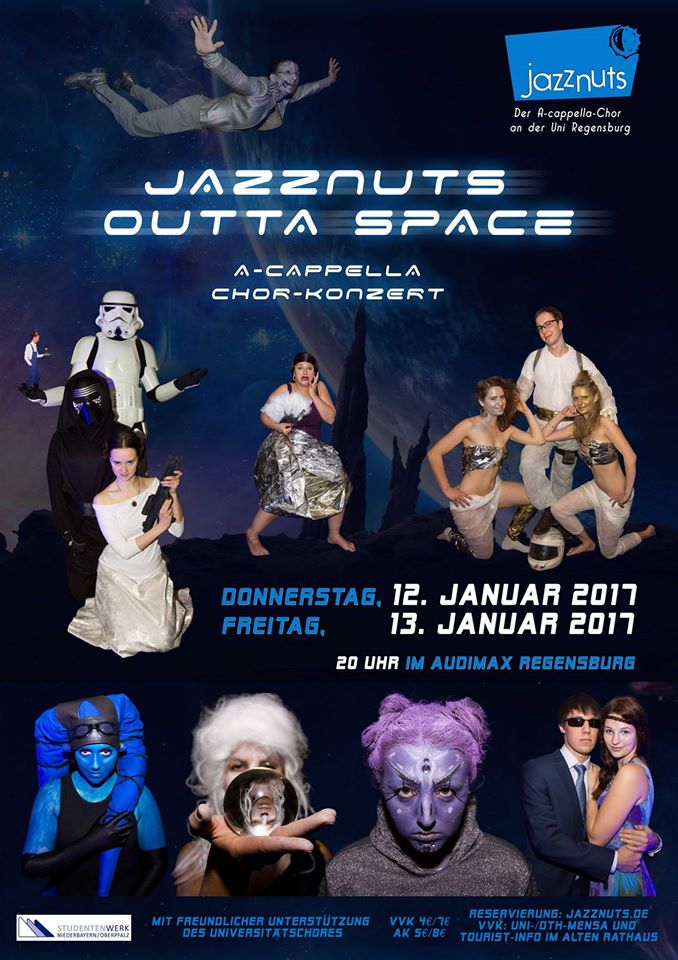 jazznuts
Der A-cappella-Chor
an der Uni Regensburg
JAZZNUTS
OUTTA SPACE
A-CAPPELLA
CHOR-KONZERT
DONNERSTAG, 12. JANUAR 2017
FREITAG, 13. JANUAR 2017
20 UHR IM AUDIMAX REGENSBURG
STUDENTENWERK
NIEDERBAYERN/OBERPFALZ
MIT FREUNDLICHER UNTERSTÜTZUNG
DES UNIVERSITÄTSCHORES
VVK 4€/7€
AK 5€/8€
RESERVIERUNG: JAZZNUTS.DE
VVK: UNI-/OTH-MENSA UND
TOURIST-INFO IM ALTEN RATHAUS